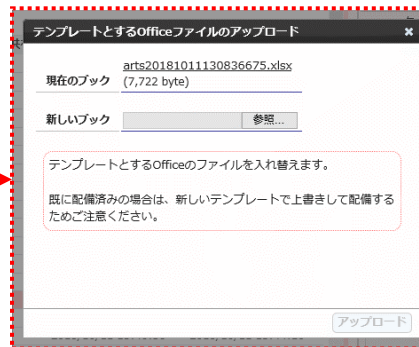 テンプレートとするOfficeファイルのアップロード ×
現在のブック arts20181011130836675.xlsx
(7,722 byte)
新しいブック 参照...
テンプレートとするOfficeのファイルを入れ替えます。
既に配備済みの場合は、新しいテンプレートで上書きして配備する
ためご注意ください。
アップロード